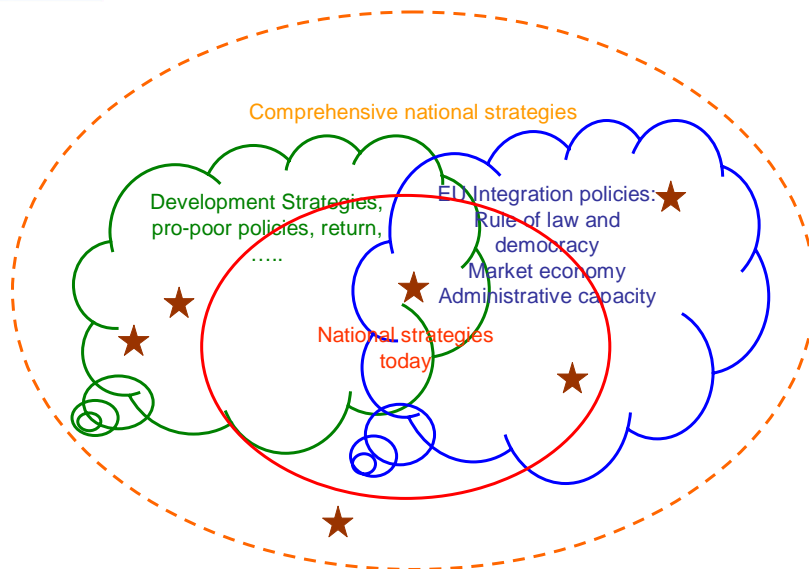 Comprehensive national strategies
Development Strategies,
pro-poor policies, return,
…..
EU Integration policies:
Rule of law and
democracy
Market economy
Administrative capacity
National strategies
today